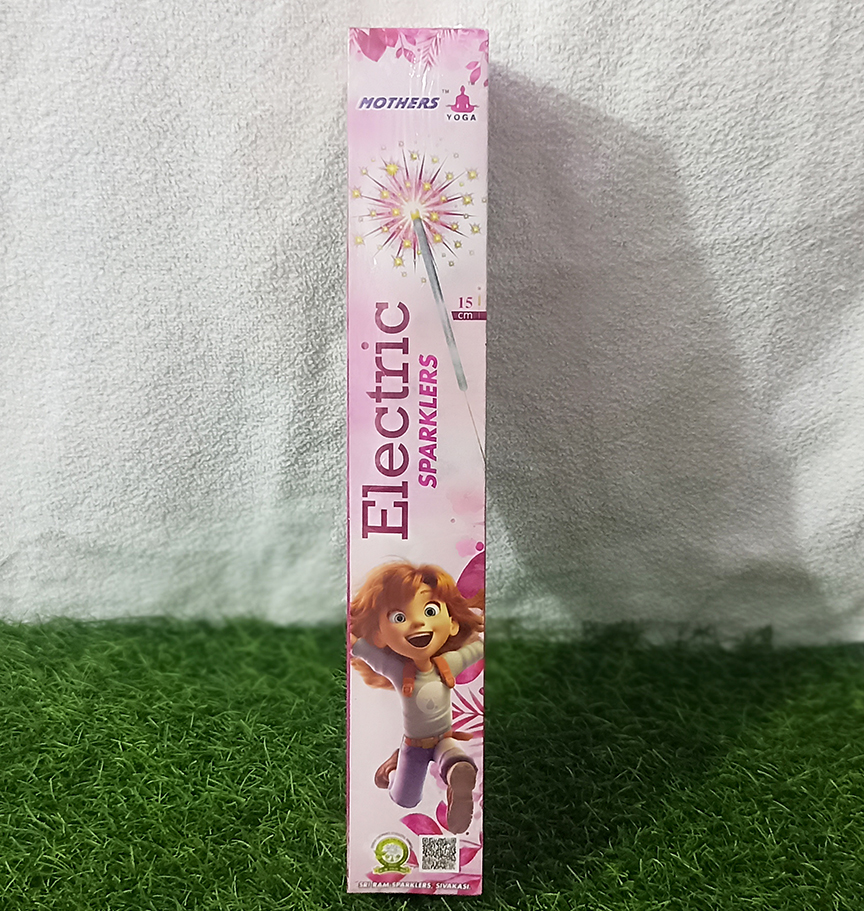 MOTHERS ™
YOGA
15
cm
Electric
SPARKLERS
SRI RAM SPARKLERS, SIVAKASI.